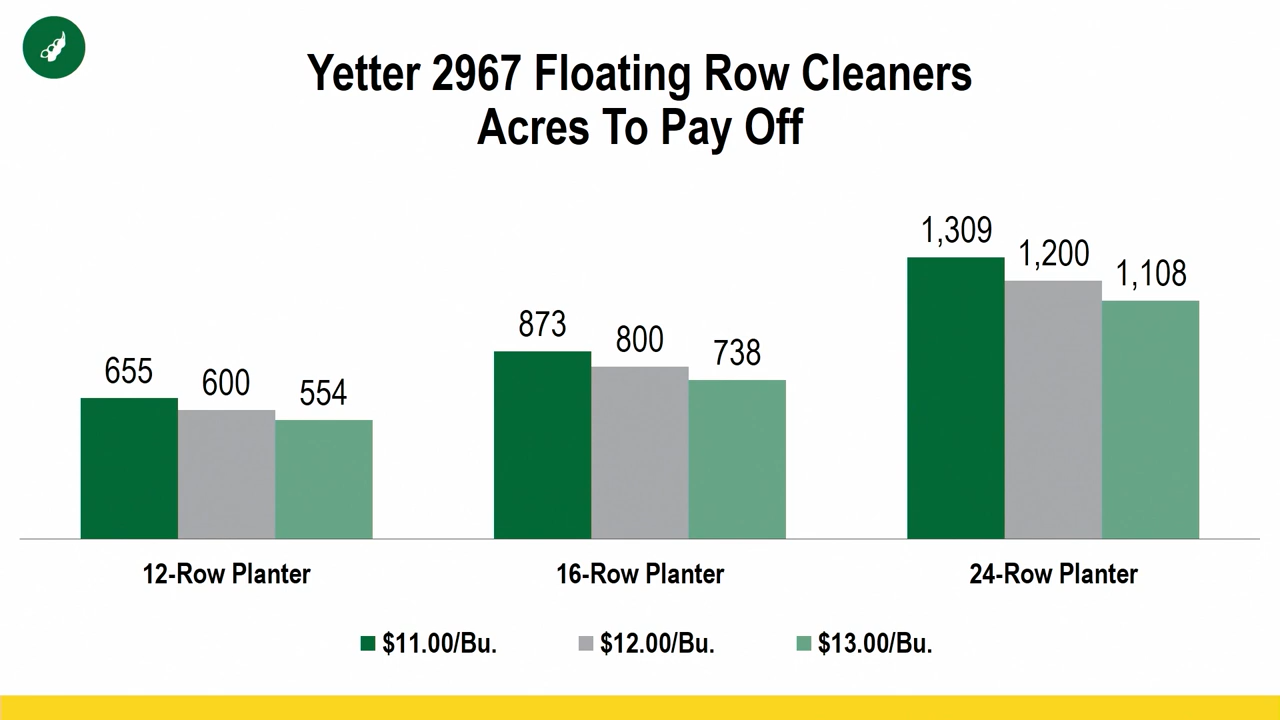 Yetter 2967 Floating Row Cleaners
Acres To Pay Off
655
600
554
873
800
738
1,309
1,200
1,108
12-Row Planter
16-Row Planter
24-Row Planter
$11.00/Bu.
$12.00/Bu.
$13.00/Bu.